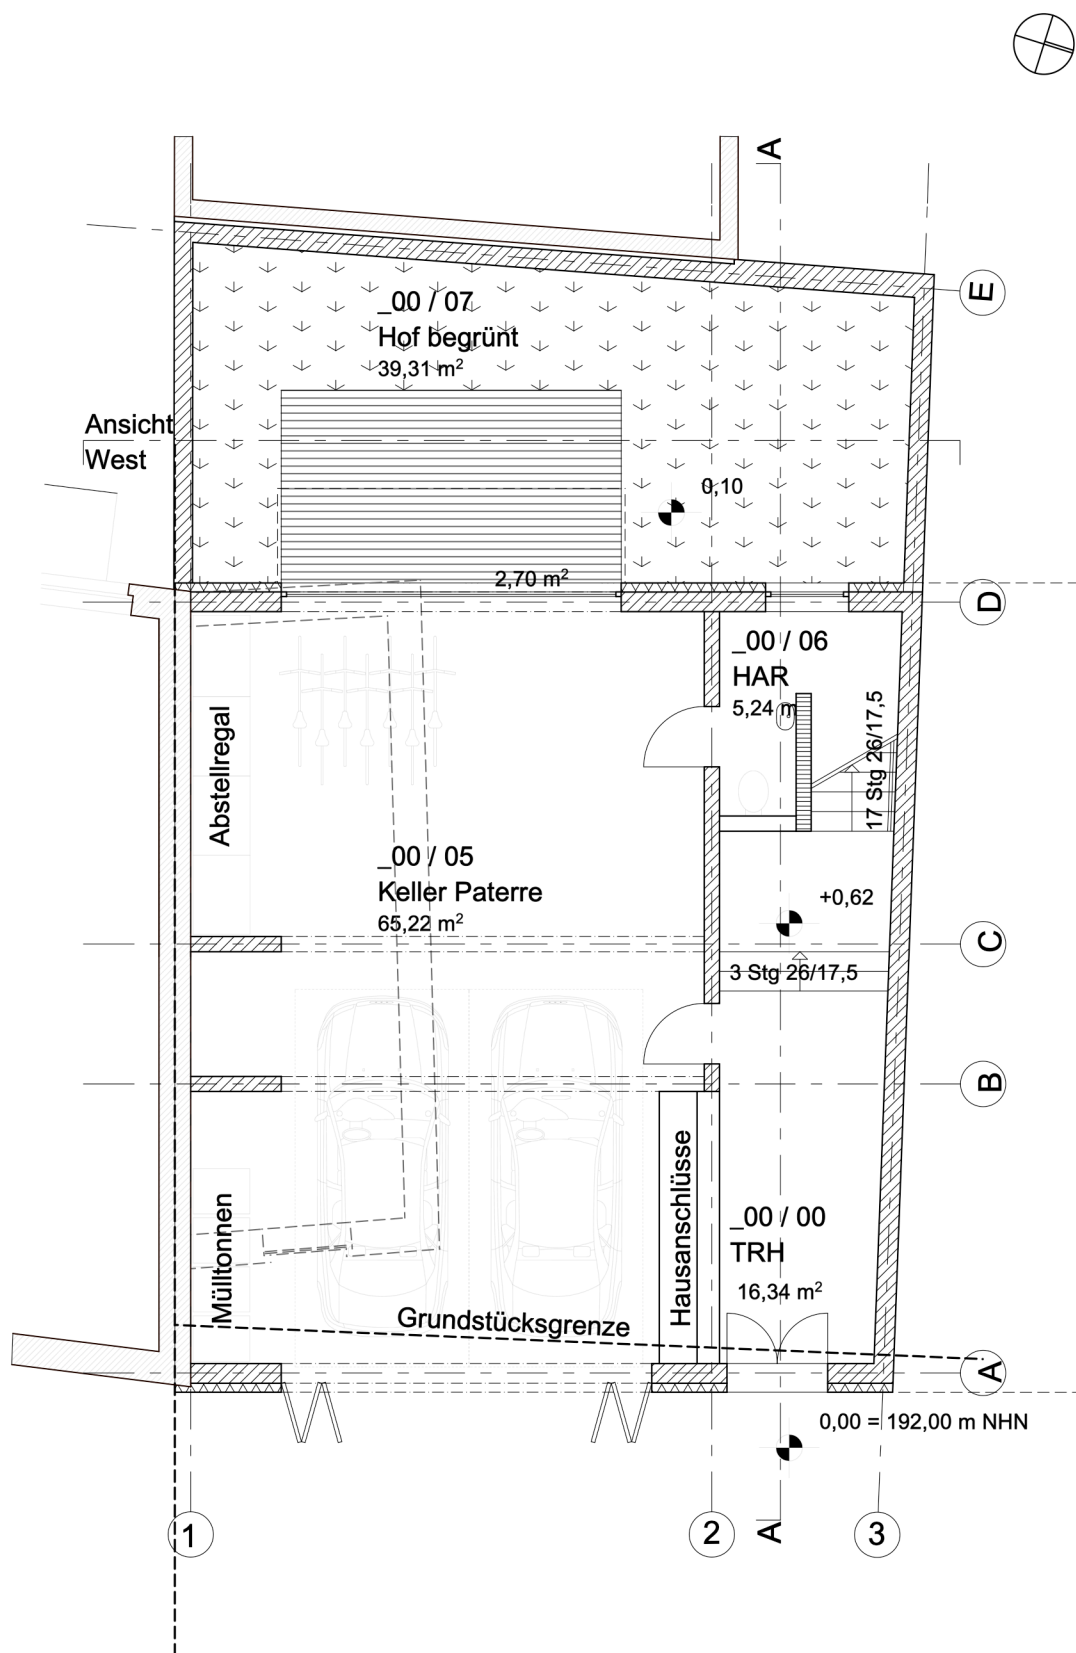 A
_00 / 07
Hof begrünt
39,31 m²
E
Ansicht
West
0,10
2,70 m²
D
_00 / 06
HAR
5,24 m
17 Stg 26/17,5
Abstellregal
_00 / 05
Keller Paterre
65,22 m²
+0,62
C
3 Stg 26/17,5
B
Mülltonnen
Hausanschlüsse
_00 / 00
TRH
16,34 m²
Grundstücksgrenze
A
0,00 = 192,00 m NHN
1
2
A
3